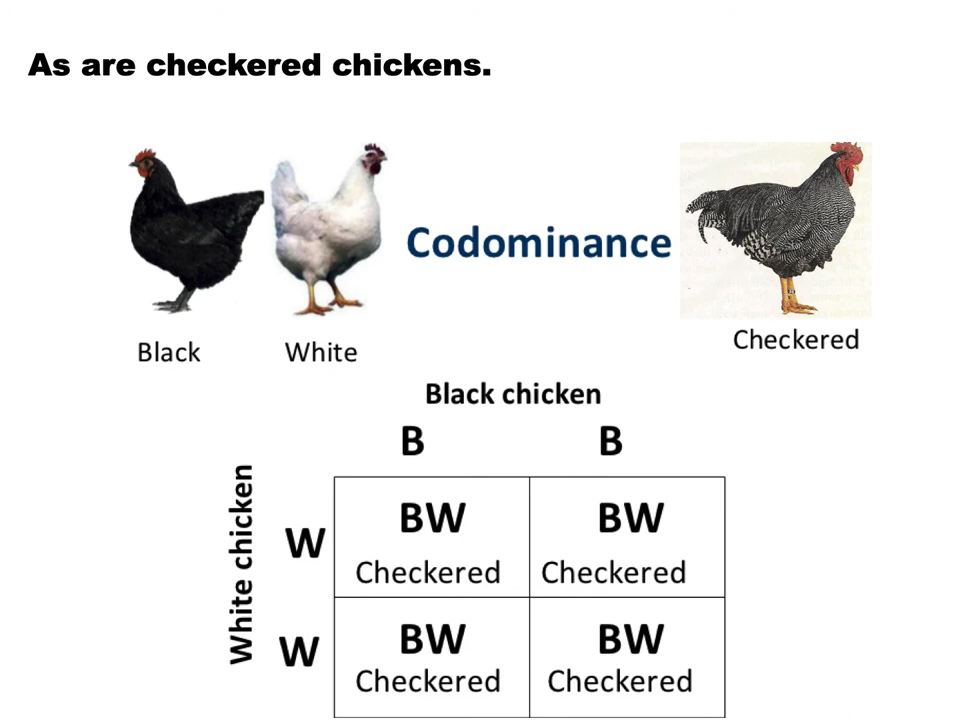 As are checkered chickens.
Codominance
Black
White
Checkered
Black chicken
B B
White chicken
W
BW BW
Checkered Checkered
W
BW BW
Checkered Checkered